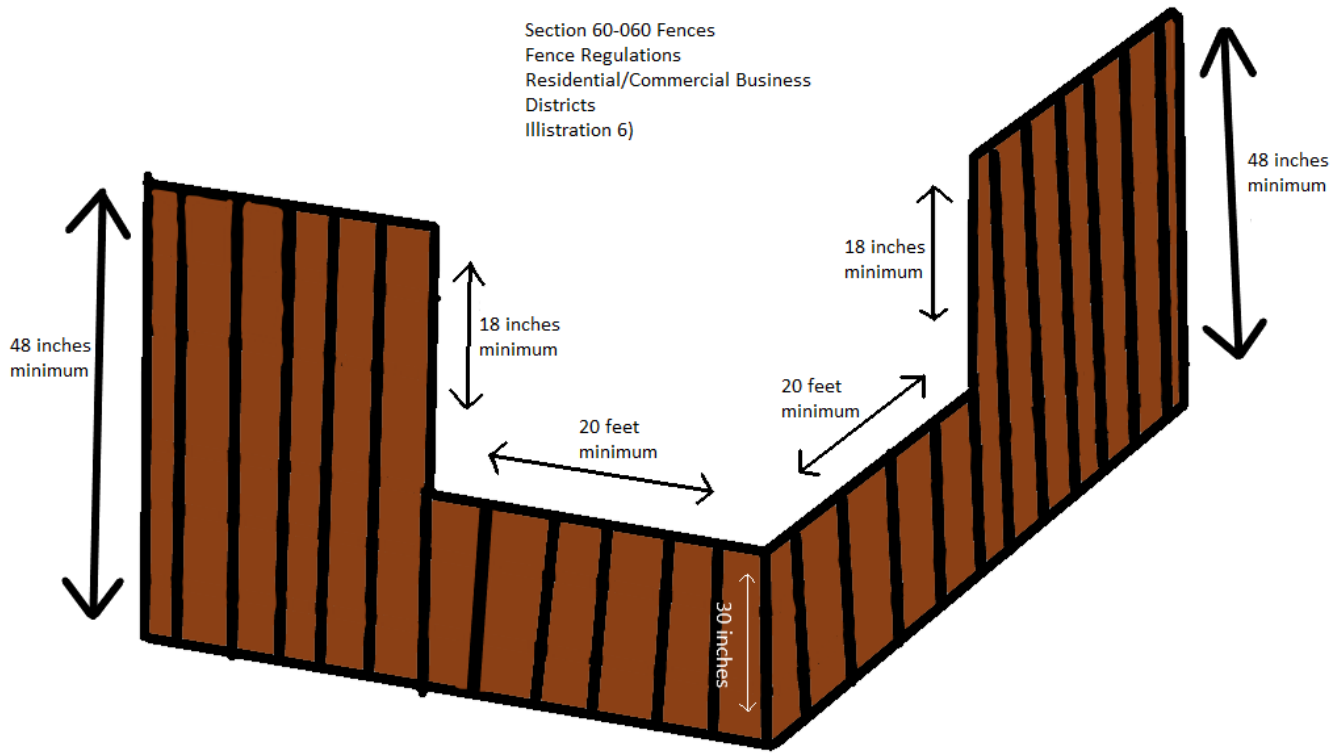 Section 60-060 Fences
Fence Regulations
Residential/Commercial Business
Districts
Illistration 6)
48 inches
minimum
18 inches
minimum
20 feet
minimum
30 inches
20 feet
minimum
18 inches
minimum
48 inches
minimum